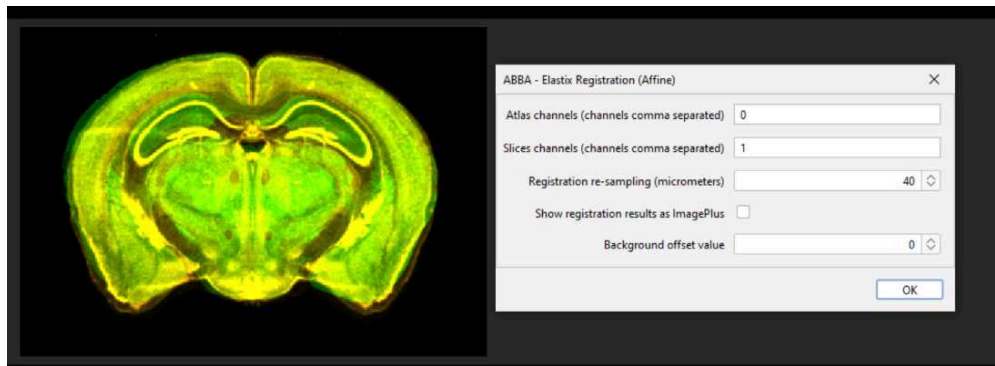 ABBA - Elastix Registration (Affine)
Atlas channels (channels comma separated) 0
Slices channels (channels comma separated) 1
Registration re-sampling (micrometers) 40
Show registration results as ImagePlus
Background offset value 0
OK